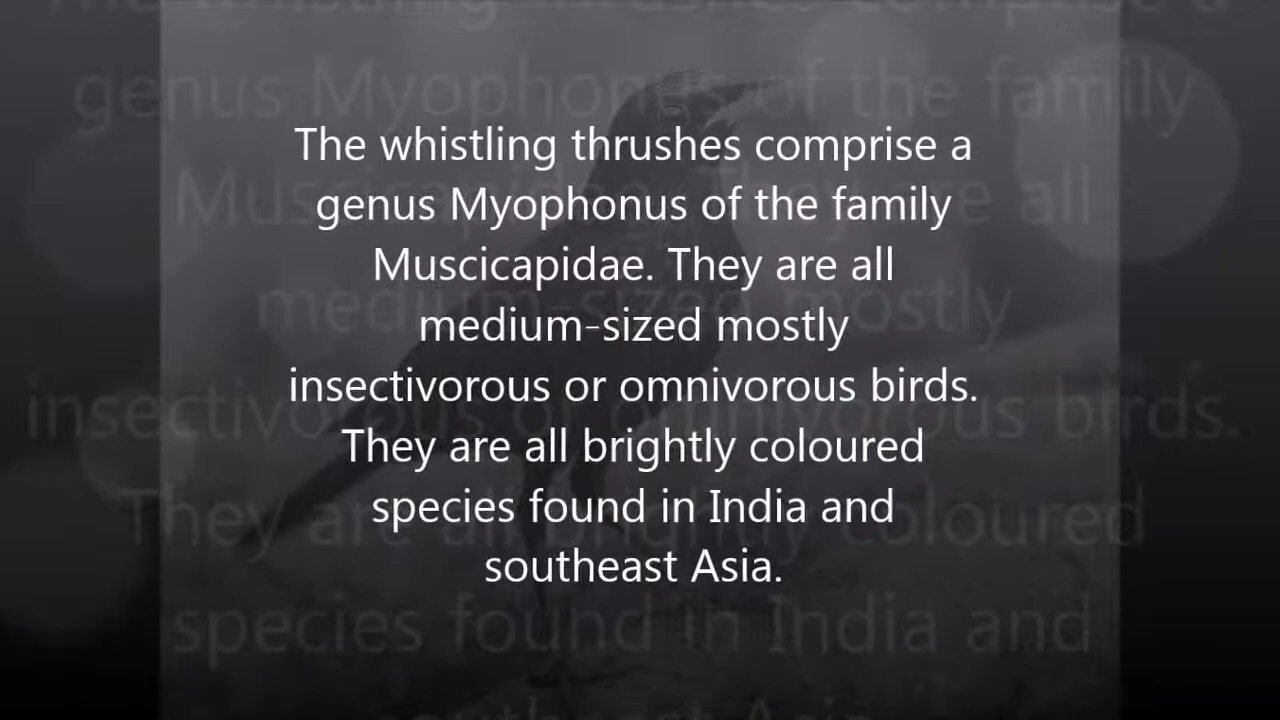 The whistling thrushes comprise a
genus Myophonus of the family
Muscicapidae. They are all
medium-sized mostly
insectivorous or omnivorous birds.
They are all brightly coloured
species found in India and
southeast Asia.